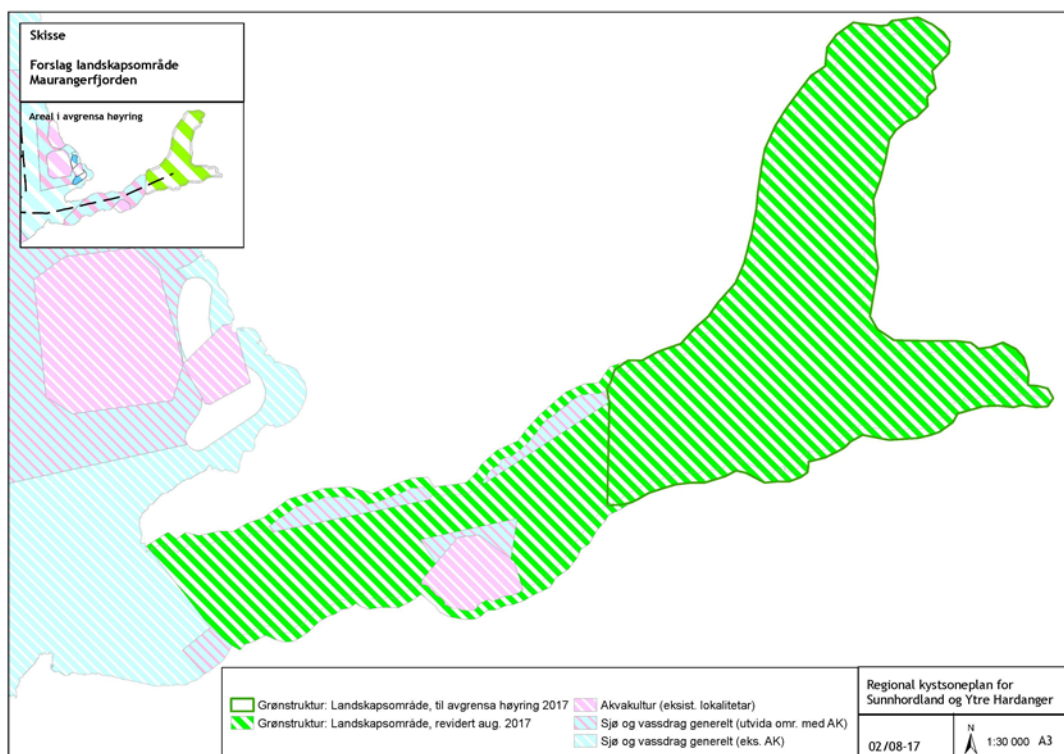 Skisse
Forslag landskapsområde
Maurangerfjorden
Areal i avgrensa høyring
Grønstruktur: Landskapsområde, til avgrensa høyring 2017
Grønstruktur: Landskapsområde, revidert aug. 2017
Akvakultur (eksist. lokalitetar)
Sjø og vassdrag generelt (utvida omr. med AK)
Sjø og vassdrag generelt (eks. AK)
Regional kystsoneplan for
Sunnhordland og Ytre Hardanger
02/08-17
N
1:30 000 A3